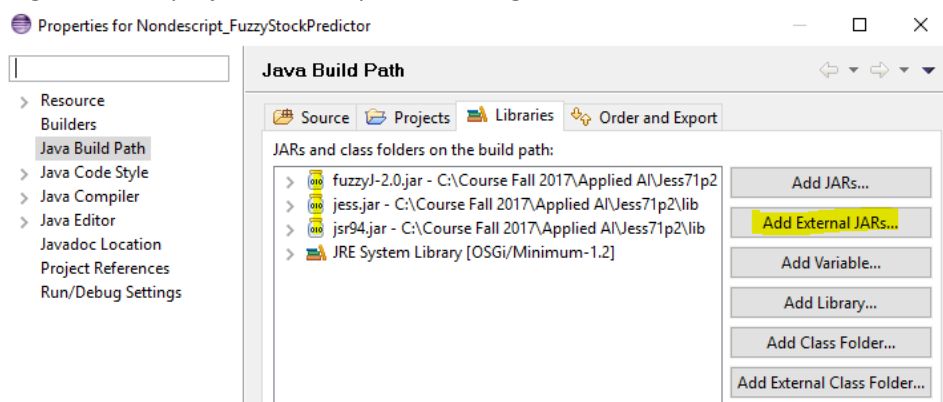 Properties for Nondescript_FuzzyStockPredictor
Resource
Builders
Java Build Path
Java Code Style
Java Compiler
Java Editor
Javadoc Location
Project References
Run/Debug Settings
Java Build Path
Source Projects Libraries Order and Export
JARs and class folders on the build path:
fuzzyJ-2.0.jar - C:\Course Fall 2017\Applied AI\Jess71p2
jess.jar - C:\Course Fall 2017\Applied AI\Jess71p2\lib
jsr94.jar - C:\Course Fall 2017\Applied AI\Jess71p2\lib
JRE System Library [OSGi/Minimum-1.2]
Add JARs...
Add External JARs...
Add Variable...
Add Library...
Add Class Folder...
Add External Class Folder...